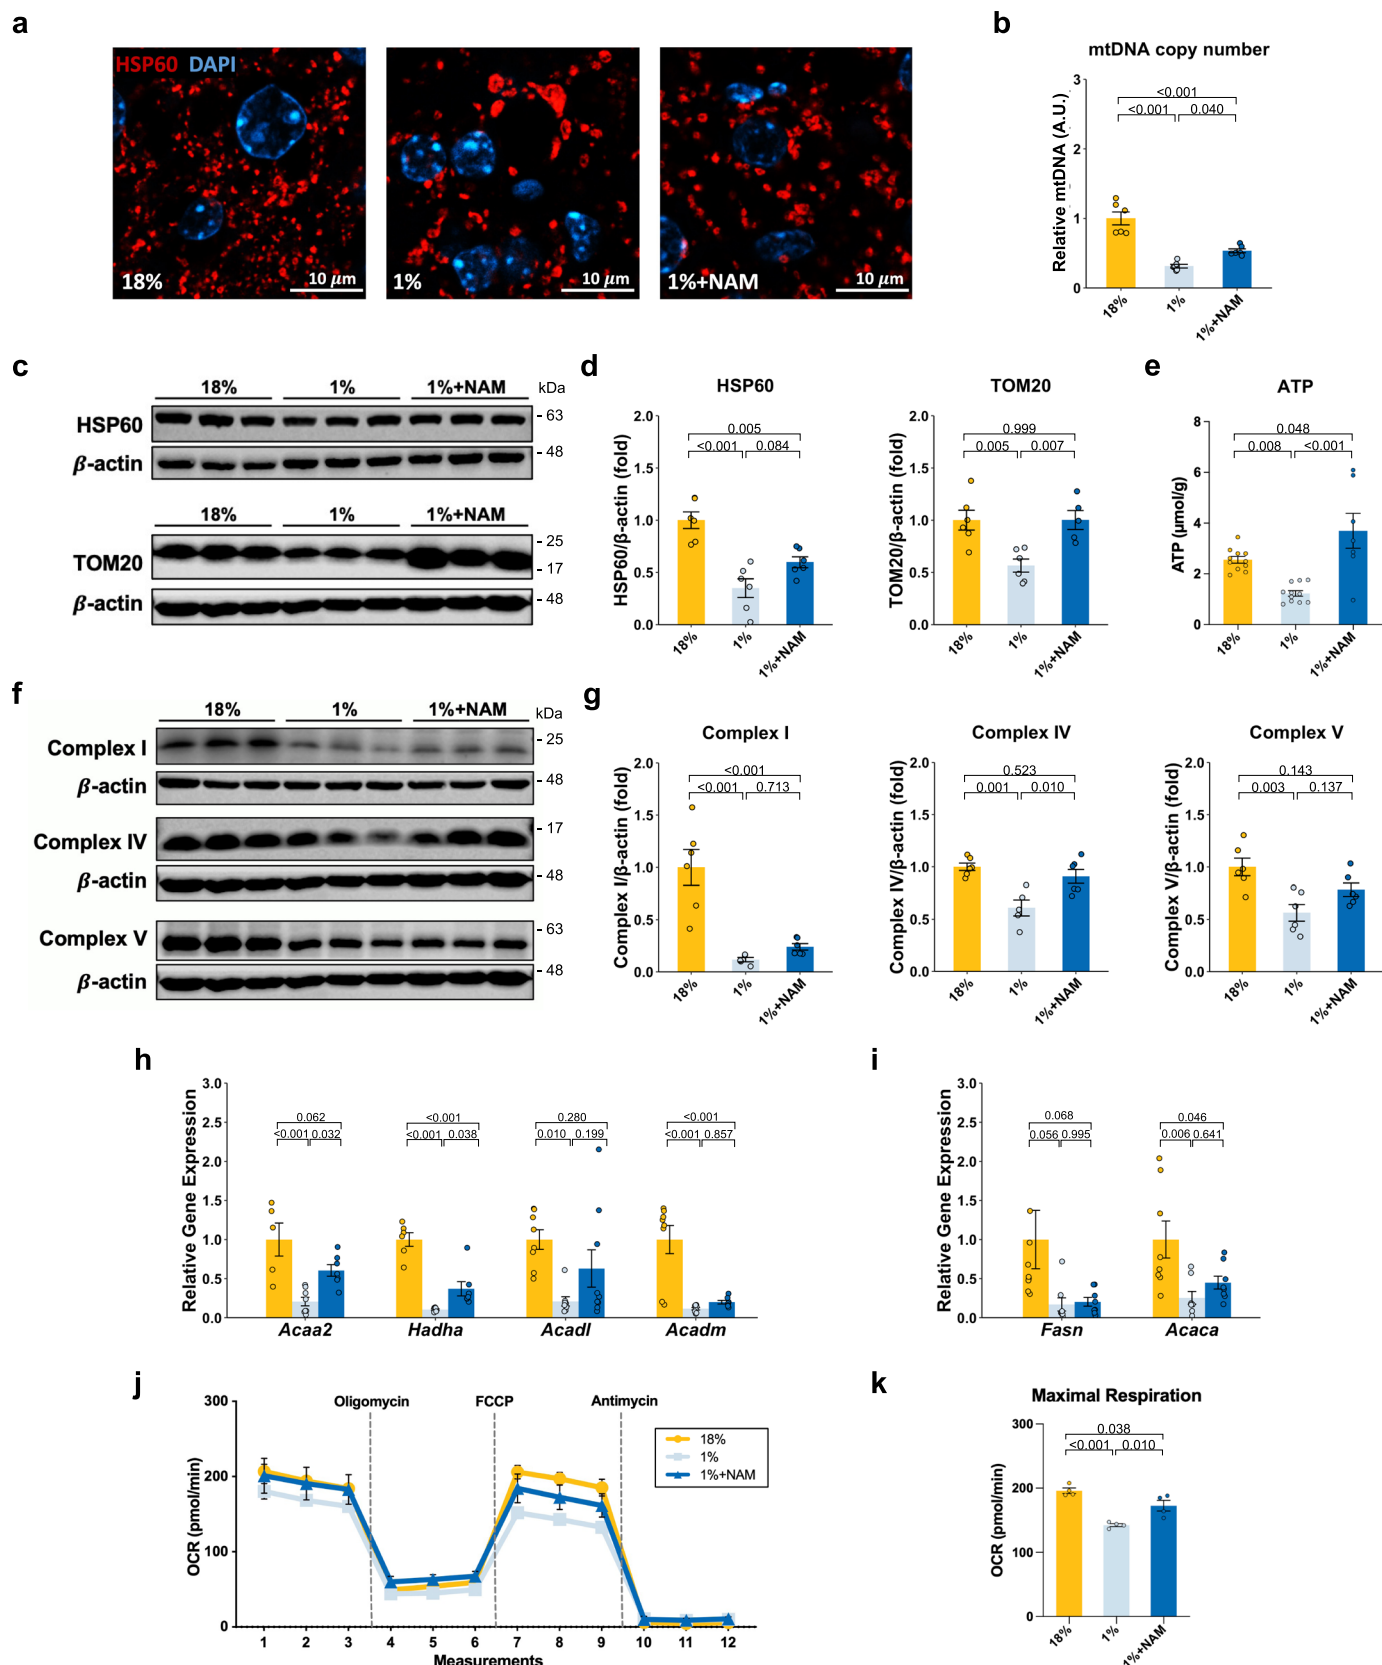 a
HSP60 DAPI
18%
10 µm
1%
10 µm
1%+NAM
10 µm
b
mtDNA copy number
Relative mtDNA (A.U.)
3
2
1
0
<0.001
<0.001
0.040
18%
1%
1%+NAM
c
18%
1%
1%+NAM
kDa
HSP60
- 63
β-actin
- 48
18%
1%
1%+NAM
TOM20
- 25
- 17
β-actin
- 48
d
HSP60
HSP60/β-actin (fold)
2.0
1.5
1.0
0.5
0.0
0.005
<0.001
0.084
18%
1%
1%+NAM
TOM20
TOM20/β-actin (fold)
2.0
1.5
1.0
0.5
0.0
0.999
0.005
0.007
18%
1%
1%+NAM
e
ATP
ATP (µmol/g)
8
6
4
2
0
0.048
0.008
<0.001
18%
1%
1%+NAM
f
18%
1%
1%+NAM
kDa
Complex I
- 25
β-actin
- 48
Complex IV
- 17
β-actin
- 48
Complex V
- 63
β-actin
- 48
g
Complex I
Complex I/β-actin (fold)
2.0
1.5
1.0
0.5
0.0
<0.001
<0.001
0.713
18%
1%
1%+NAM
Complex IV
Complex IV/β-actin (fold)
2.0
1.5
1.0
0.5
0.0
0.523
0.001
0.010
18%
1%
1%+NAM
Complex V
Complex V/β-actin (fold)
2.0
1.5
1.0
0.5
0.0
0.143
0.003
0.137
18%
1%
1%+NAM
h
Relative Gene Expression
3.0
2.5
2.0
1.5
1.0
0.5
0.0
0.062
<0.001 0.032
<0.001
<0.001 0.038
0.280
0.010 0.199
<0.001
<0.001 0.857
Acaa2
Hadha
Acadl
Acadm
i
Relative Gene Expression
3.0
2.5
2.0
1.5
1.0
0.5
0.0
0.068
0.056 0.995
0.046
0.006 0.641
Fasn
Acaca
j
OCR (pmol/min)
300
200
100
0
Oligomycin
FCCP
Antimycin
18%
1%
1%+NAM
1 2 3 4 5 6 7 8 9 10 11 12
Measurements
k
Maximal Respiration
OCR (pmol/min)
300
200
100
0
0.038
<0.001
0.010
18%
1%
1%+NAM